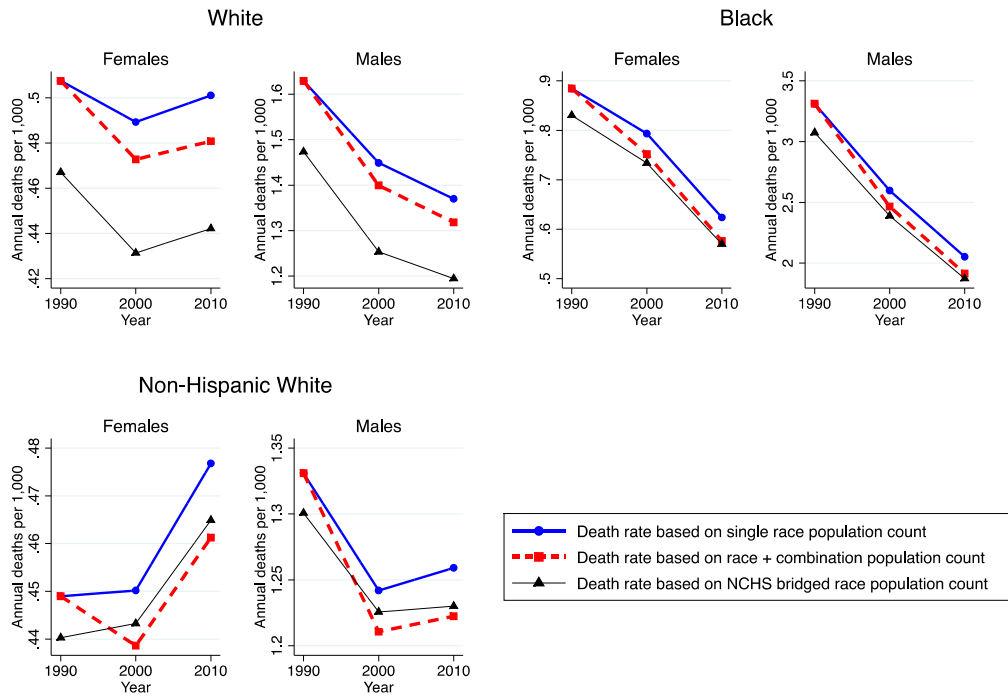 White
Black
Females
Males
Females
Males
Annual deaths per 1,000
.42 .44 .46 .48 .5
1990 2000 2010
Year
Annual deaths per 1,000
1.2 1.3 1.4 1.5 1.6
1990 2000 2010
Year
Annual deaths per 1,000
.5 .6 .7 .8 .9
1990 2000 2010
Year
Annual deaths per 1,000
2 2.5 3 3.5
1990 2000 2010
Year
Non-Hispanic White
Females
Males
Annual deaths per 1,000
.44 .45 .46 .47 .48
1990 2000 2010
Year
Annual deaths per 1,000
1.2 1.25 1.3 1.35
1990 2000 2010
Year
Death rate based on single race population count
Death rate based on race + combination population count
Death rate based on NCHS bridged race population count